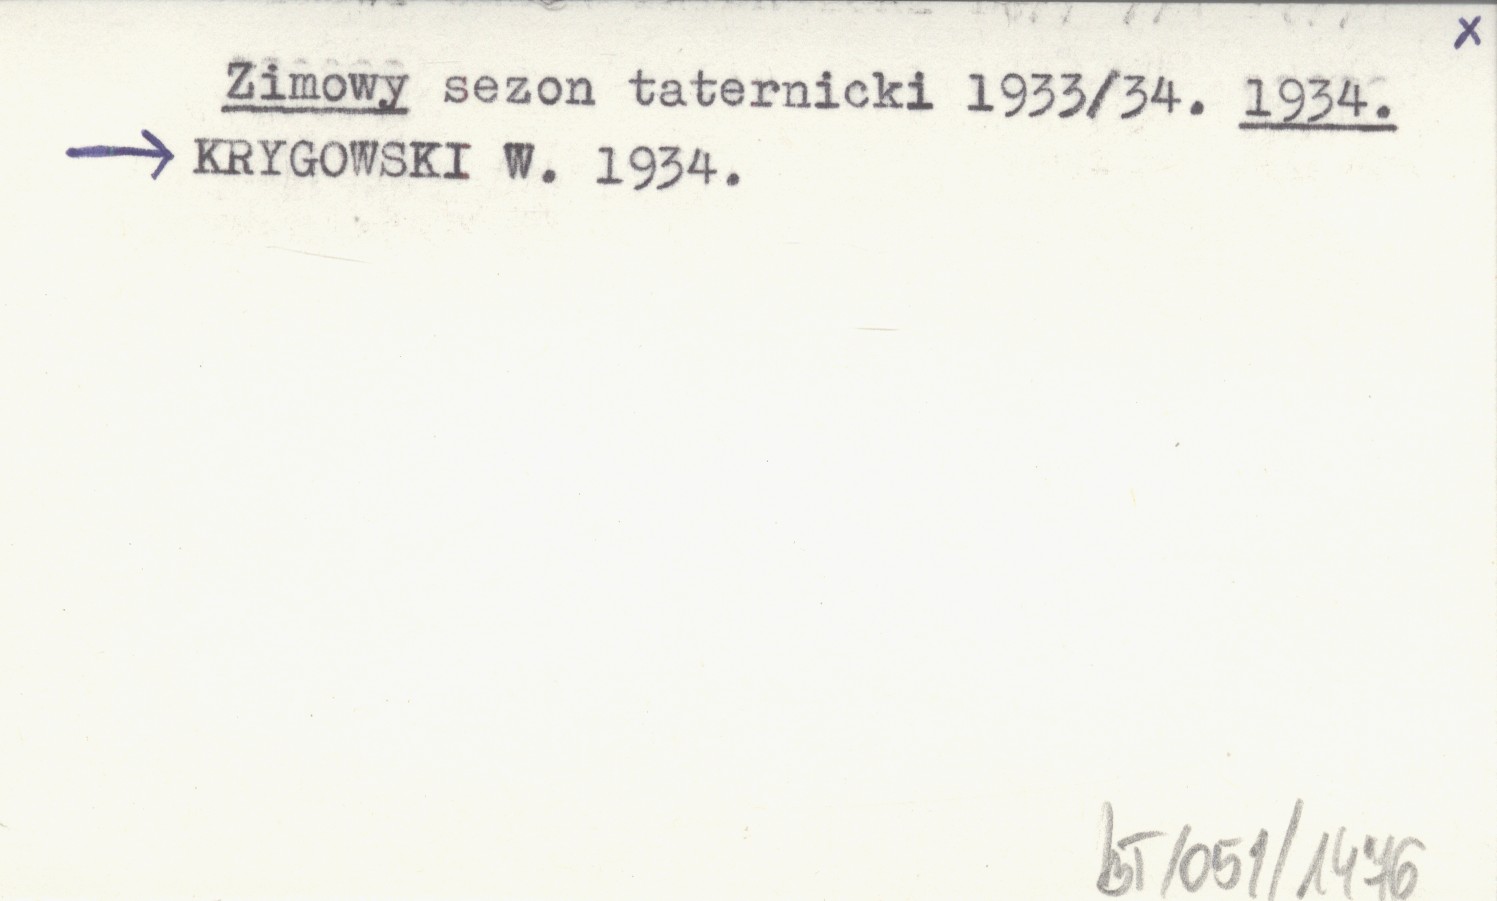 x
Zimowy sezon taternicki 1933/34. 1934.
→ KRYGOWSKI W. 1934.
BT/051/1476